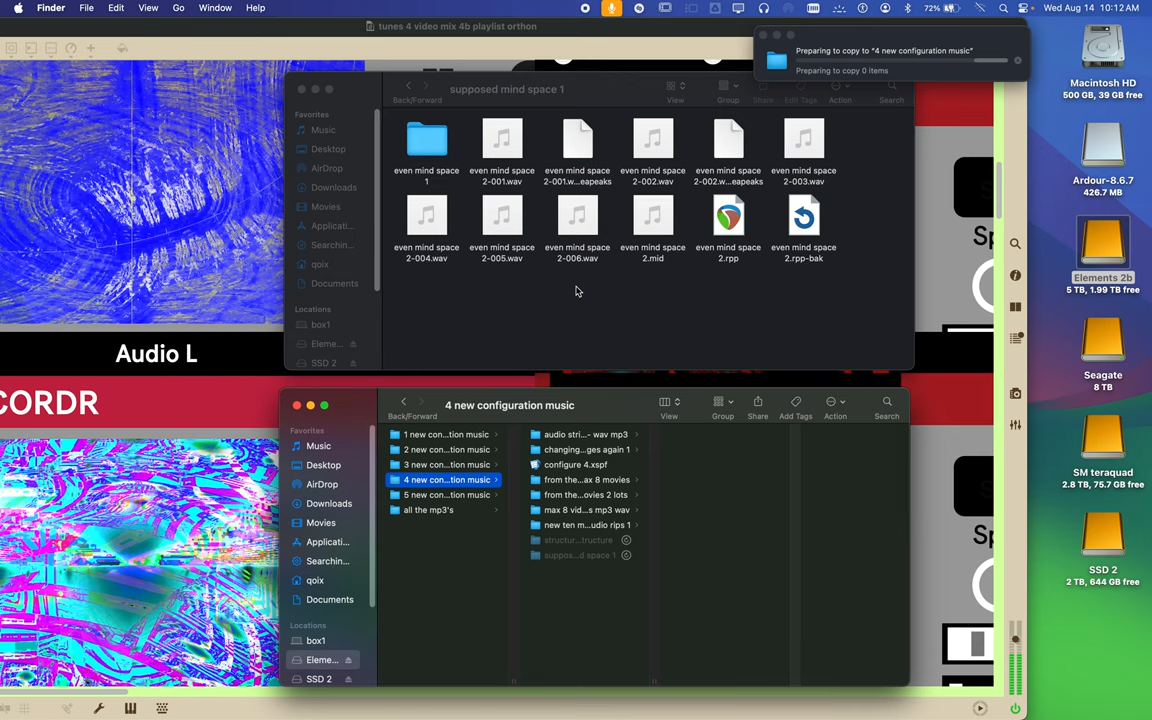 Finder File Edit View Go Window Help
72% Wed Aug 14 10:12 AM
tunes 4 video mix 4b playlist orthon
Preparing to copy to "4 new configuration music"
Preparing to copy 0 items
Macintosh HD
500 GB, 39 GB free
Ardour-8.6.7
426.7 MB
Elements 2b
5 TB, 1.99 TB free
Seagate
8 TB
SM teraquad
2.8 TB, 75.7 GB free
SSD 2
2 TB, 644 GB free
supposed mind space 1
Back/Forward View Group Share Edit Tags Action Search
Favorites
Music
Desktop
AirDrop
Downloads
Movies
Applicati...
Searchin...
qoix
Documents
Locations
box1
Eleme...
SSD 2
even mind space
1
even mind space
2-001.wav
even mind space
2-001.w...eapeaks
even mind space
2-002.wav
even mind space
2-002.w...eapeaks
even mind space
2-003.wav
even mind space
2-004.wav
even mind space
2-005.wav
even mind space
2-006.wav
even mind space
2.mid
even mind space
2.rpp
even mind space
2.rpp-bak
Audio L
CORDR
Sp
Sp
4 new configuration music
Back/Forward View Group Share Add Tags Action Search
Favorites
Music
Desktop
AirDrop
Downloads
Movies
Applicati...
Searchin...
qoix
Documents
Locations
box1
Eleme...
SSD 2
1 new con...tion music
2 new con...tion music
3 new con...tion music
4 new con...tion music
5 new con...tion music
all the mp3's
audio stri...- wav mp3
changing...ges again 1
configure 4.xspf
from the...ax 8 movies
from the...ovies 2 lots
max 8 vid...s mp3 wav
new ten m...udio rips 1
structur...tructure
suppos...d space 1